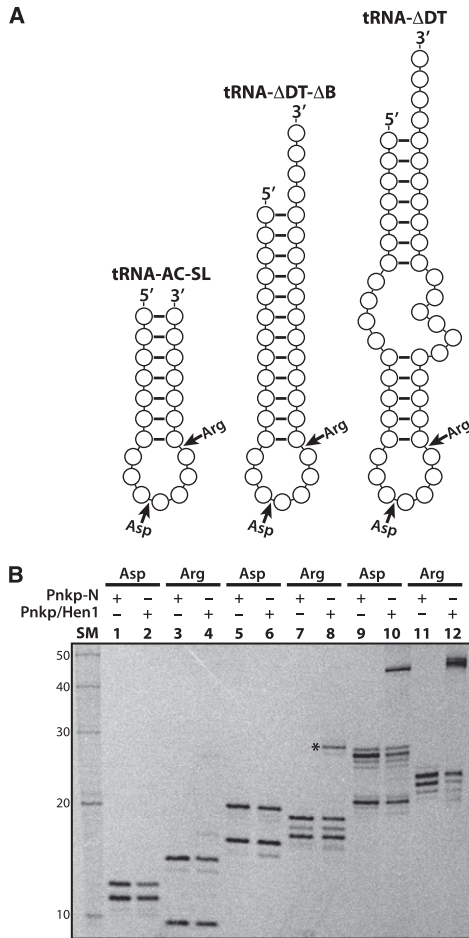 A
tRNA-ΔDT
3′
tRNA-ΔDT-ΔB
3′
5′
5′
tRNA-AC-SL
5′ 3′
Arg
Arg
Arg
Asp
Asp
Asp
B
Asp Arg Asp Arg Asp Arg
Pnkp-N + – + – + – + – + – + –
Pnkp/Hen1 – + – + – + – + – + – +
SM 1 2 3 4 5 6 7 8 9 10 11 12
50
40
30
*
20
10